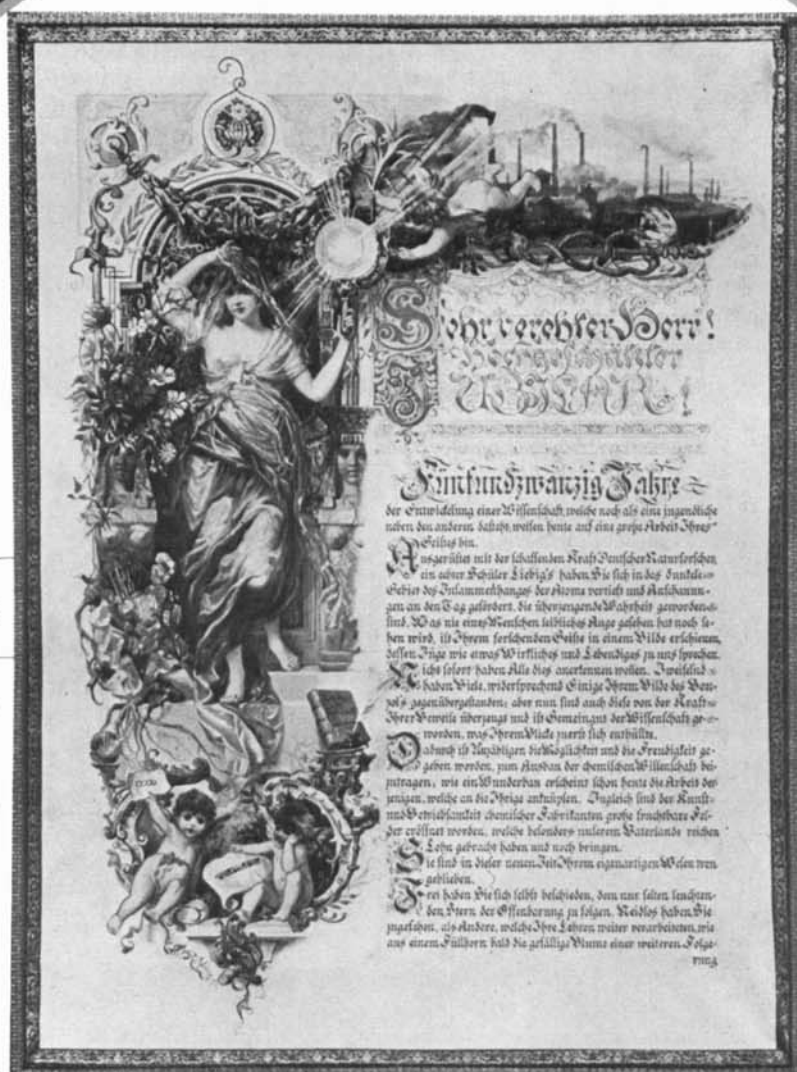 Sehr verehrter Herr!
Hochgeschätzter
JUBILAR!
Fünfundzwanzig Jahre
der Entwickelung einer Wissenschaft, welche noch als eine jugendliche
neben den anderen dasteht, weisen heute auf eine große Arbeit Ihres
Geistes hin.
Ausgerüstet mit der schaffenden Kraft Deutscher Naturforscher,
ein echter Schüler Liebig's haben Sie sich in das dunkele
Gebiet des Zusammenhanges der Atome vertieft und Anschauun-
gen an den Tag gefördert, die überzeugende Wahrheit geworden
sind. Was nie eines Menschen leibliches Auge gesehen hat noch se-
hen wird, ist Ihrem forschenden Geiste in einem Bilde erschienen,
dessen Züge wie etwas Wirkliches und Lebendiges zu uns sprechen.
Nicht sofort haben Alle dies anerkennen wollen. Zweifelnd
haben Viele, widersprechend Einige Ihrem Bilde des Ben-
zol's gegenübergestanden; aber nun sind auch diese von der Kraft
Ihrer Beweise überzeugt und ist Gemeingut der Wissenschaft ge-
worden, was Ihrem Blicke zuerst sich enthüllte.
Dadurch ist Unzähligen die Möglichkeit und die Freudigkeit ge-
geben worden, zum Ausbau der chemischen Wissenschaft bei-
zutragen; wie ein Wunderbau erscheint schon heute die Arbeit der
jenigen, welche an die Ihrige anknüpfen. Zugleich sind der Kunst-
und Betriebsamkeit chemischer Fabrikanten große fruchtbare Fel-
der eröffnet worden, welche besonders unserem Vaterlande reichen
Lohn gebracht haben und noch bringen.
Sie sind in dieser neuen Zeit Ihrem eigenartigen Wesen treu
geblieben.
Frei haben Sie sich selbst beschieden, dem nur selten leuchten-
den Stern der Offenbarung zu folgen. Neidlos haben Sie
zugesehen, als Andere, welche Ihre Lehren weiter verarbeiteten, wie
aus einem Füllhorn bald die gefällige Blume einer weiteren Folge-
rung